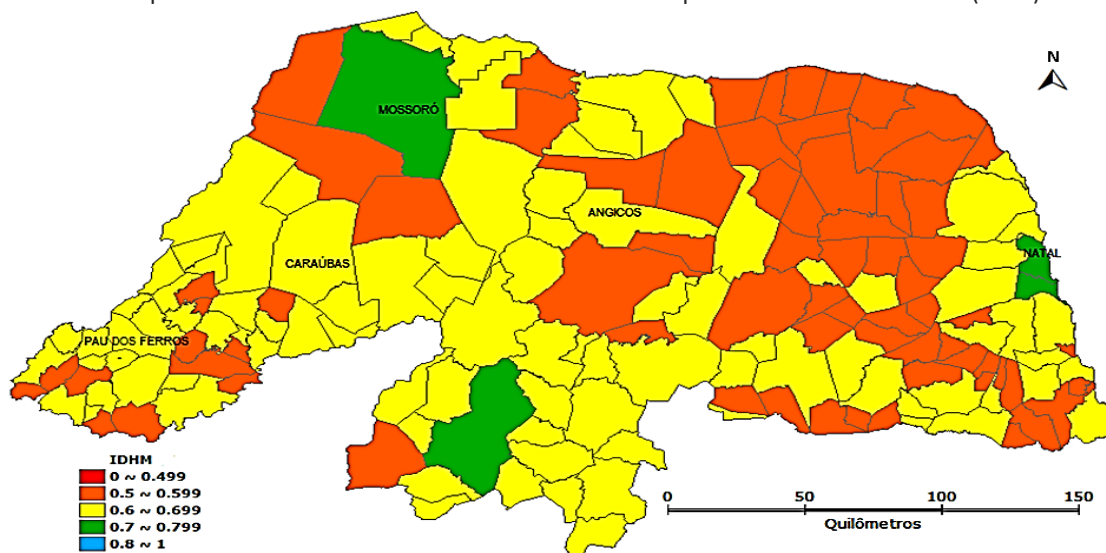 N
MOSSORÓ
ANGICOS
NATAL
CARAÚBAS
PAU DOS FERROS
IDHM
0 ~ 0.499
0.5 ~ 0.599
0.6 ~ 0.699
0.7 ~ 0.799
0.8 ~ 1
0 50 100 150
Quilômetros